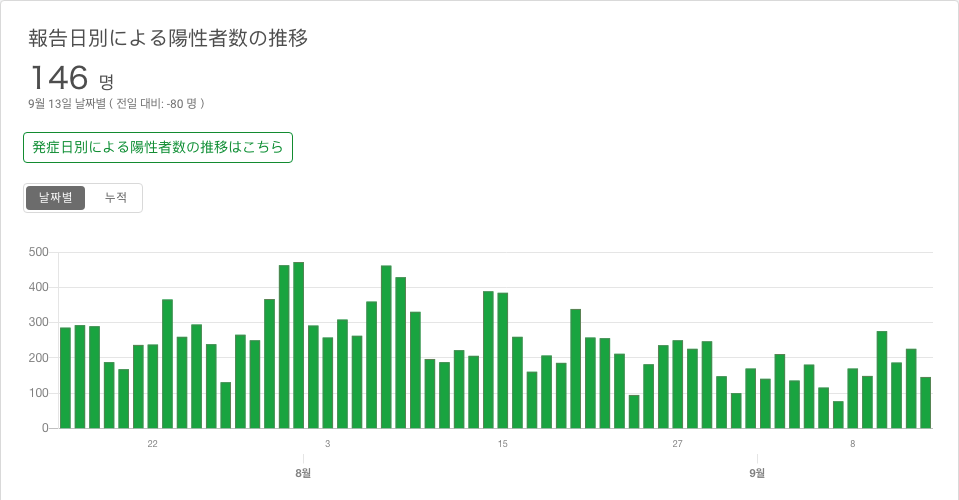 報告日別による陽性者数の推移
146 명
9월 13일 날짜별 ( 전일 대비: -80 명 )
発症日別による陽性者数の推移はこちら
날짜별 누적
500
400
300
200
100
0
22 3 15 27 8
8월 9월